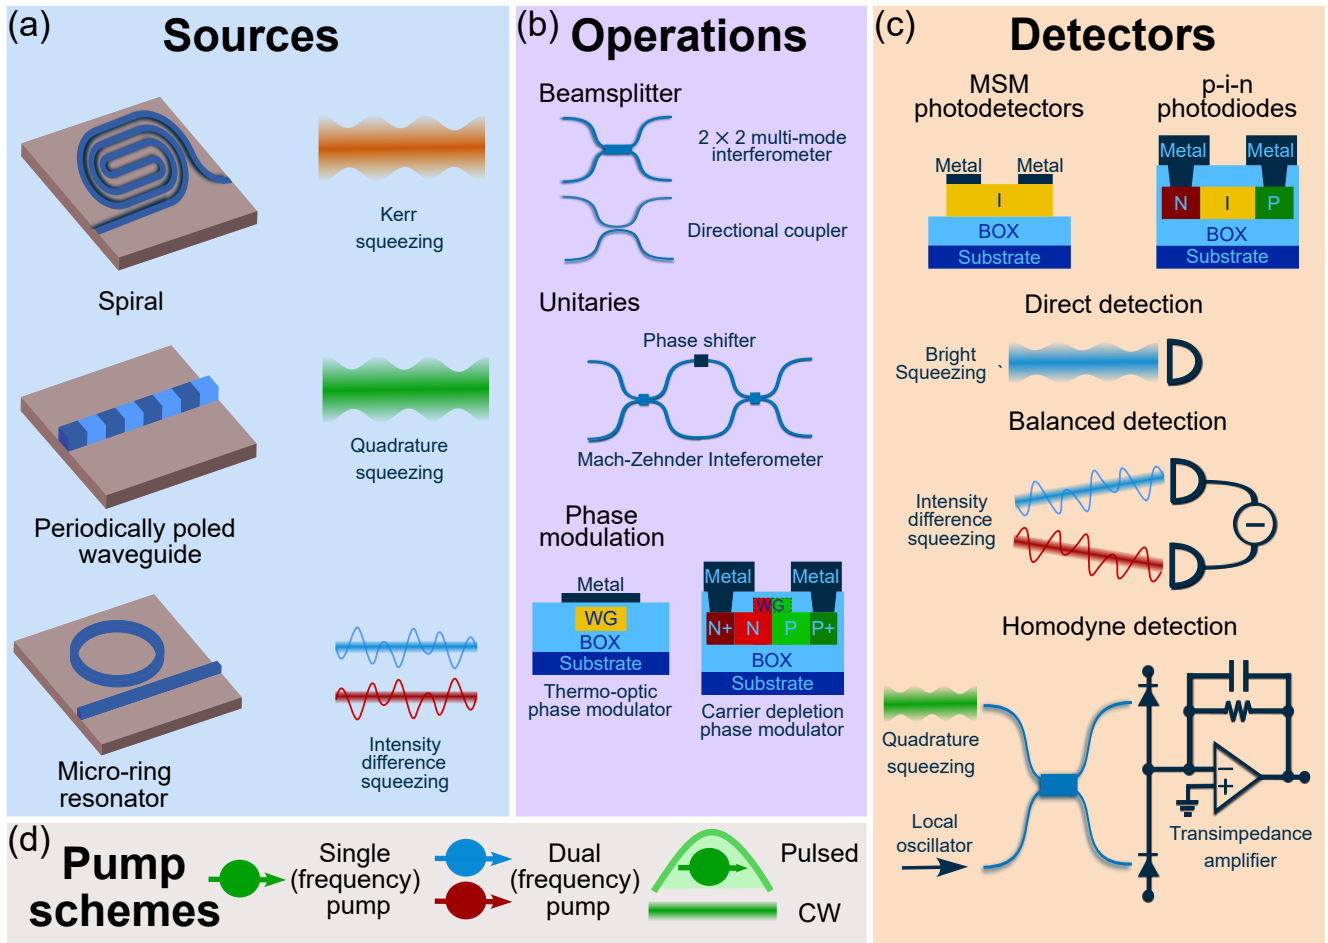 (a)
Sources
Kerr
squeezing
Spiral
Quadrature
squeezing
Periodically poled
waveguide
Intensity
difference
squeezing
Micro-ring
resonator
(b)
Operations
Beamsplitter
2 × 2 multi-mode
interferometer
Directional coupler
Unitaries
Phase shifter
Mach-Zehnder Inteferometer
Phase
modulation
Metal
WG
BOX
Substrate
Thermo-optic
phase modulator
Metal Metal
WG
N+ N P P+
BOX
Substrate
Carrier depletion
phase modulator
(c)
Detectors
MSM
photodetectors
Metal Metal
I
BOX
Substrate
p-i-n
photodiodes
Metal Metal
N I P
BOX
Substrate
Direct detection
Bright
Squeezing `
Balanced detection
Intensity
difference
squeezing
−
Homodyne detection
Quadrature
squeezing
Local
oscillator
−
+
Transimpedance
amplifier
(d)
Pump
schemes
Single
(frequency)
pump
Dual
(frequency)
pump
Pulsed
CW